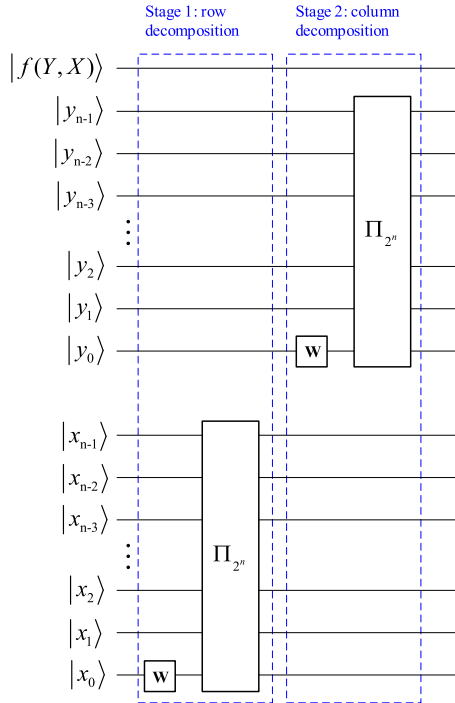 Stage 1: row
decomposition
Stage 2: column
decomposition
|f(Y, X)⟩
|y_{n-1}⟩
|y_{n-2}⟩
|y_{n-3}⟩
⋮
|y_2⟩
|y_1⟩
|y_0⟩
W
Π_{2^n}
|x_{n-1}⟩
|x_{n-2}⟩
|x_{n-3}⟩
⋮
|x_2⟩
|x_1⟩
|x_0⟩
W
Π_{2^n}